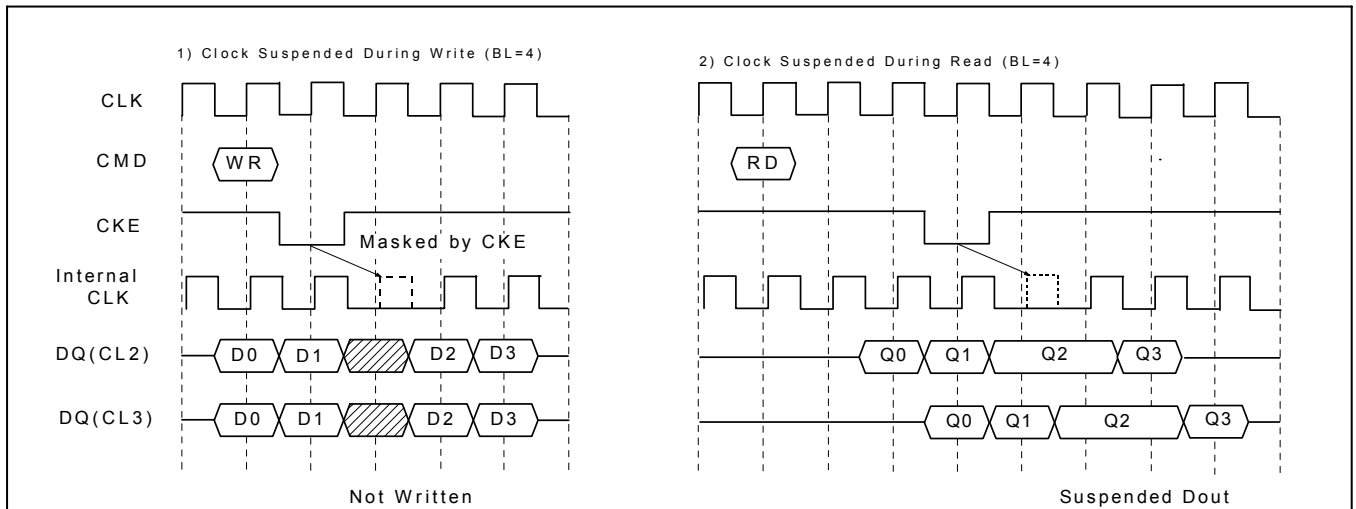 1) Clock Suspended During Write (BL=4)
2) Clock Suspended During Read (BL=4)
CLK
CMD
WR
RD
CKE
Masked by CKE
Internal
CLK
DQ(CL2)
D0 D1 D2 D3
Q0 Q1 Q2 Q3
DQ(CL3)
D0 D1 D2 D3
Q0 Q1 Q2 Q3
Not Written
Suspended Dout